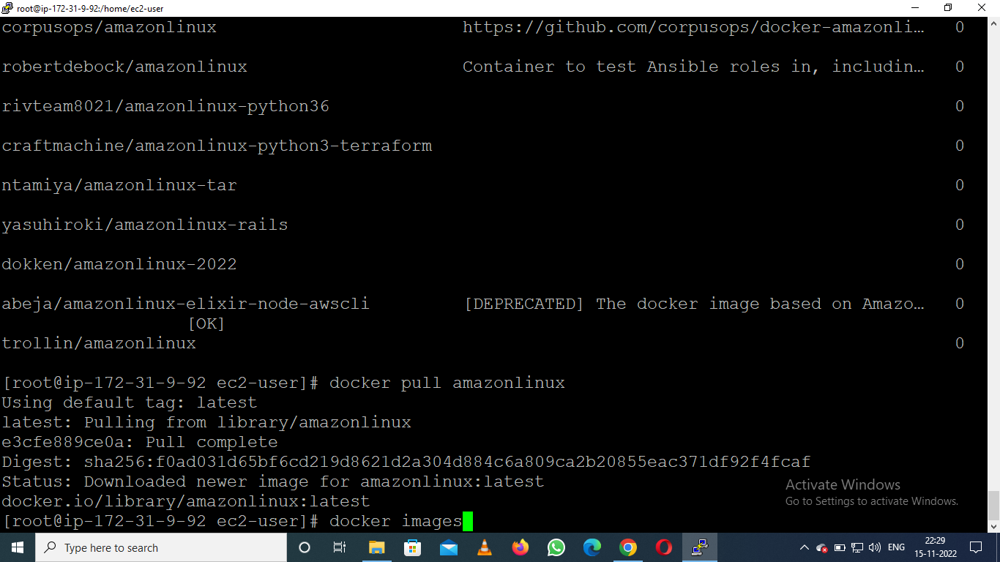 root@ip-172-31-9-92:/home/ec2-user
corpusops/amazonlinux https://github.com/corpusops/docker-amazonli… 0
robertdebock/amazonlinux Container to test Ansible roles in, includin… 0
rivteam8021/amazonlinux-python36 0
craftmachine/amazonlinux-python3-terraform 0
ntamiya/amazonlinux-tar 0
yasuhiroki/amazonlinux-rails 0
dokken/amazonlinux-2022 0
abeja/amazonlinux-elixir-node-awscli [DEPRECATED] The docker image based on Amazo… 0
[OK]
trollin/amazonlinux 0
[root@ip-172-31-9-92 ec2-user]# docker pull amazonlinux
Using default tag: latest
latest: Pulling from library/amazonlinux
e3cfe889ce0a: Pull complete
Digest: sha256:f0ad031d65bf6cd219d8621d2a304d884c6a809ca2b20855eac371df92f4fcaf
Status: Downloaded newer image for amazonlinux:latest
docker.io/library/amazonlinux:latest
[root@ip-172-31-9-92 ec2-user]# docker images
Activate Windows
Go to Settings to activate Windows.
Type here to search
ENG
22:29
15-11-2022